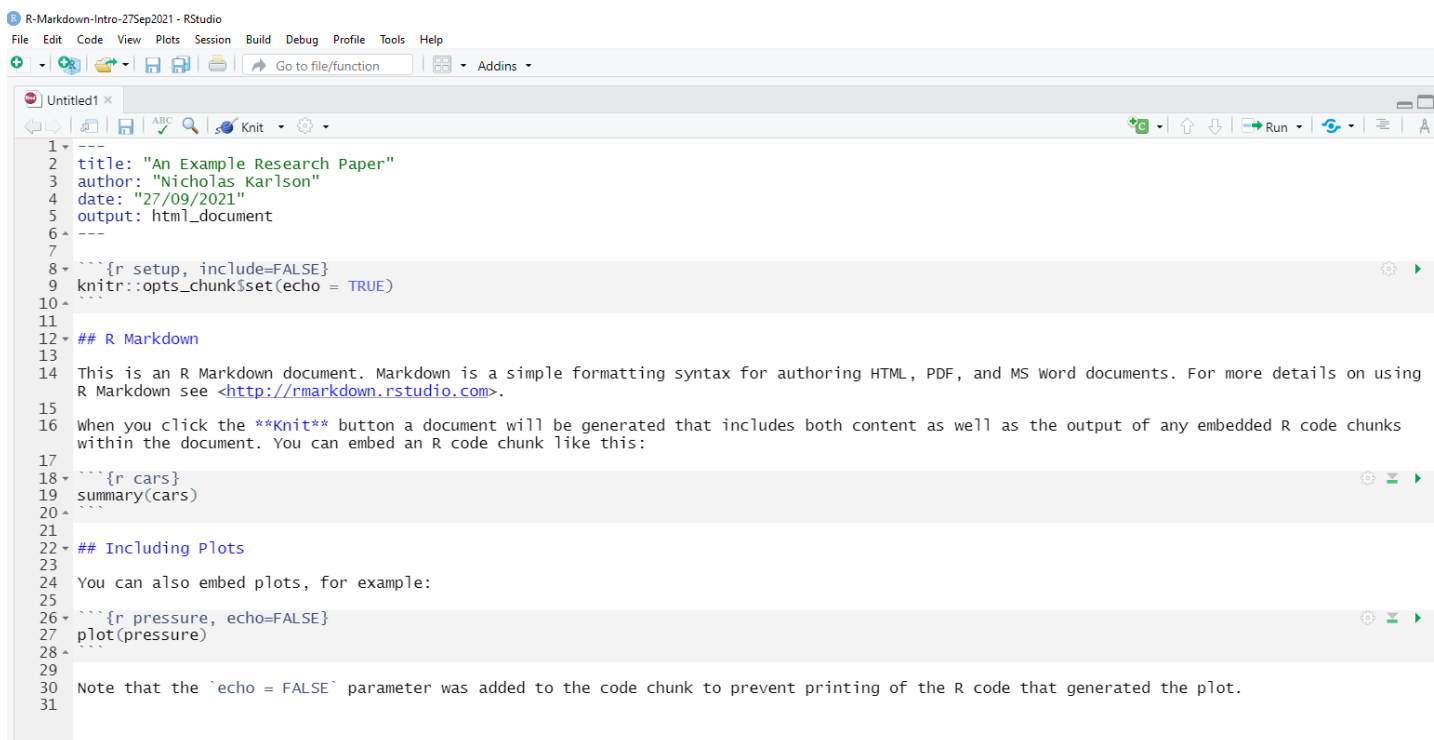 R-Markdown-Intro-27Sep2021 - RStudio
File Edit Code View Plots Session Build Debug Profile Tools Help
Go to file/function Addins
Untitled1
ABC Knit Run
1 ---
2 title: "An Example Research Paper"
3 author: "Nicholas Karlson"
4 date: "27/09/2021"
5 output: html_document
6 ---
7
8 ```{r setup, include=FALSE}
9 knitr::opts_chunk$set(echo = TRUE)
10 ```
11
12 ## R Markdown
13
14 This is an R Markdown document. Markdown is a simple formatting syntax for authoring HTML, PDF, and MS Word documents. For more details on using
R Markdown see <http://rmarkdown.rstudio.com>.
15
16 When you click the **Knit** button a document will be generated that includes both content as well as the output of any embedded R code chunks
within the document. You can embed an R code chunk like this:
17
18 ```{r cars}
19 summary(cars)
20 ```
21
22 ## Including Plots
23
24 You can also embed plots, for example:
25
26 ```{r pressure, echo=FALSE}
27 plot(pressure)
28 ```
29
30 Note that the `echo = FALSE` parameter was added to the code chunk to prevent printing of the R code that generated the plot.
31